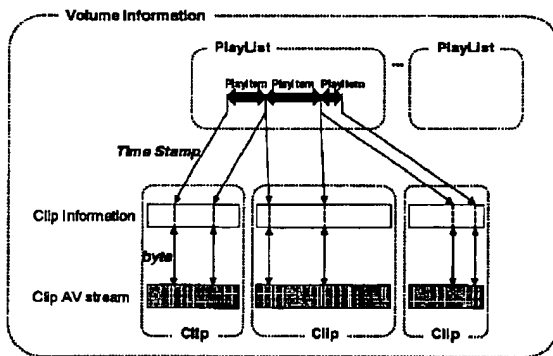 Volume Information
PlayList
PlayList
PlayItem PlayItem PlayItem
Time Stamp
Clip Information
byte
Clip AV stream
Clip
Clip
Clip